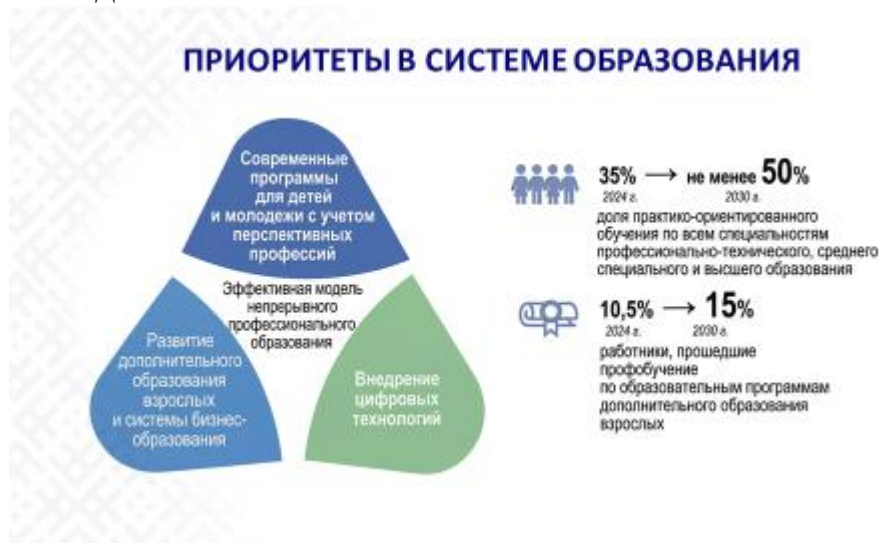 ПРИОРИТЕТЫ В СИСТЕМЕ ОБРАЗОВАНИЯ
Современные
программы
для детей
и молодежи с учетом
перспективных
профессий
Эффективная модель
непрерывного
профессионального
образования
Развитие
дополнительного
образования
взрослых
и системы бизнес-
образования
Внедрение
цифровых
технологий
35% → не менее 50%
2024 г. 2030 г.
доля практико-ориентированного
обучения по всем специальностям
профессионально-технического, среднего
специального и высшего образования
10,5% → 15%
2024 г. 2030 г.
работники, прошедшие
профобучение
по образовательным программам
дополнительного образования
взрослых